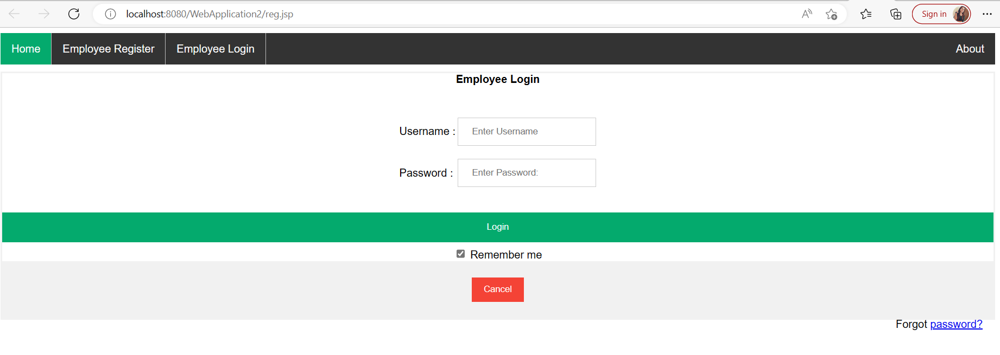 localhost:8080/WebApplication2/reg.jsp
Sign in
Home Employee Register Employee Login About
Employee Login
Username : Enter Username
Password : Enter Password:
Login
Remember me
Cancel
Forgot password?